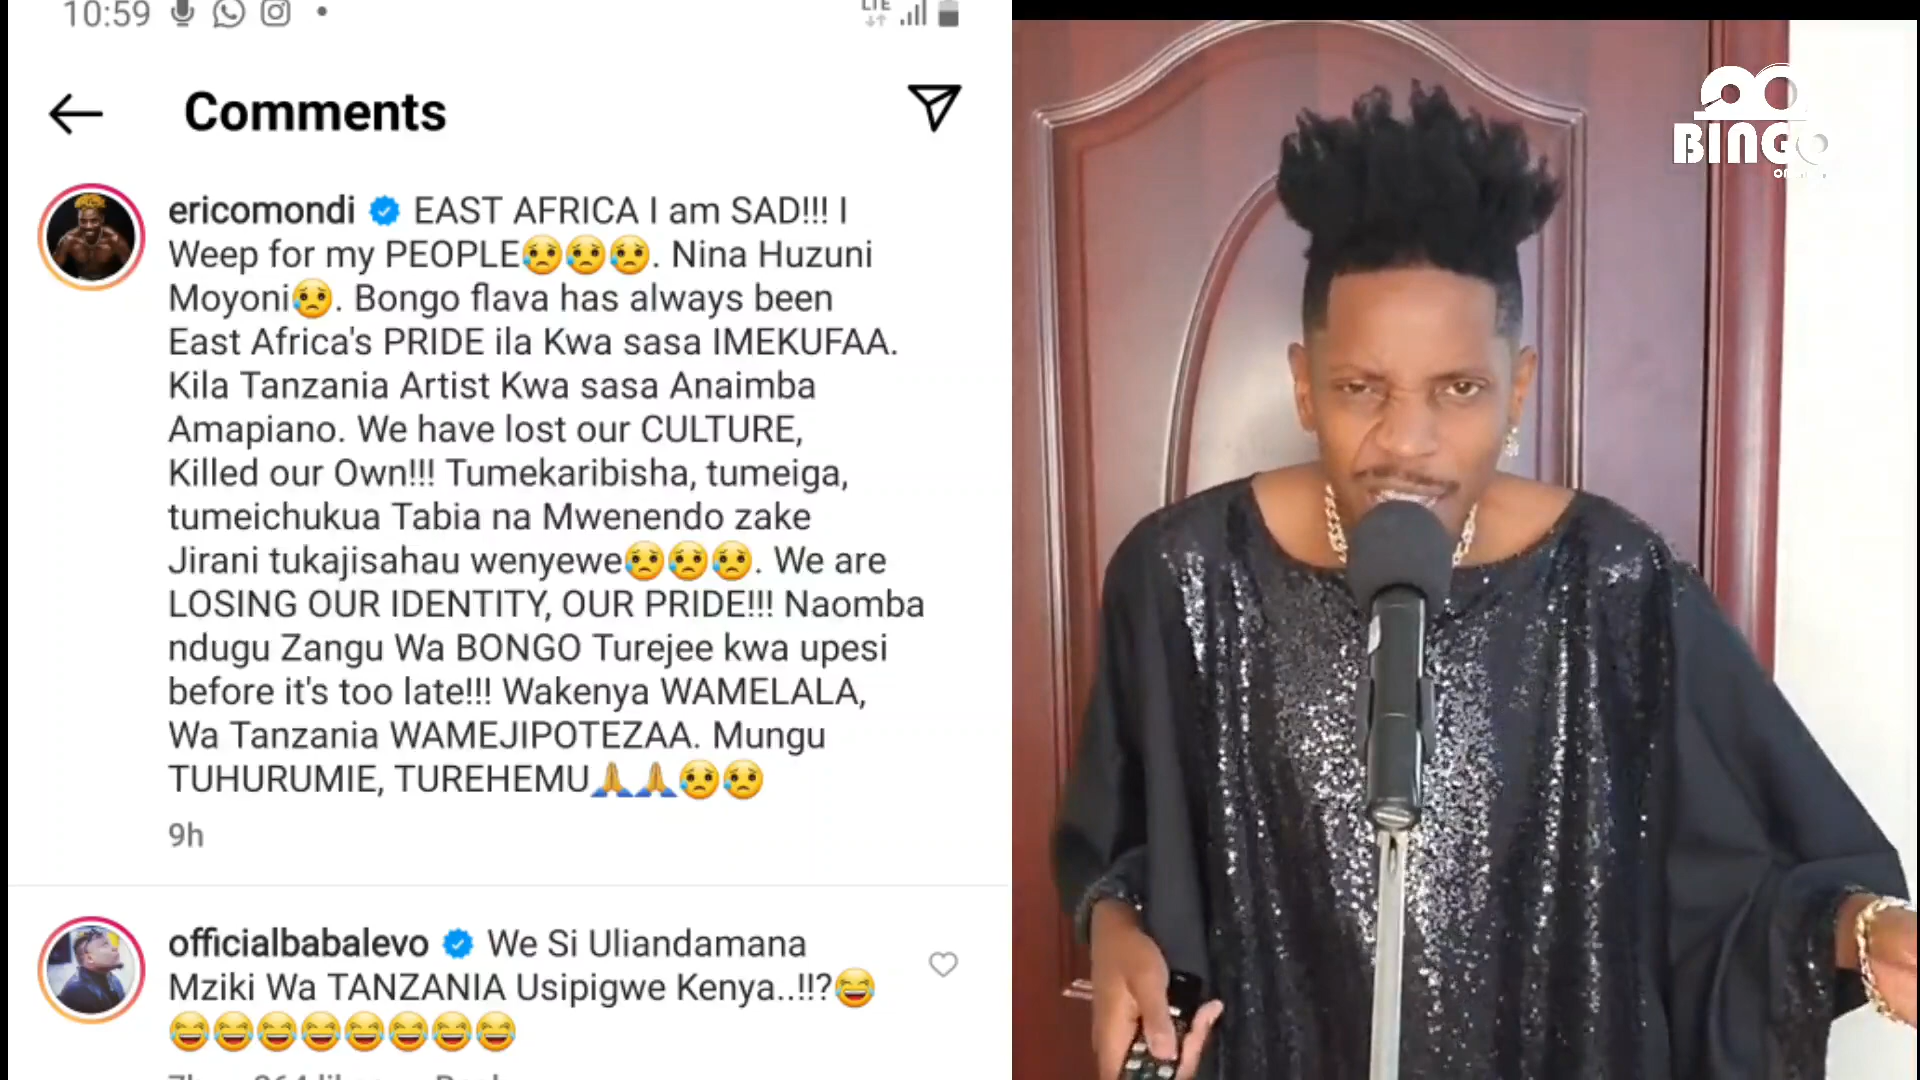 10:59
LTE
Comments
ericomondi EAST AFRICA I am SAD!!! I
Weep for my PEOPLE😥😥😥. Nina Huzuni
Moyoni😥. Bongo flava has always been
East Africa's PRIDE ila Kwa sasa IMEKUFAA.
Kila Tanzania Artist Kwa sasa Anaimba
Amapiano. We have lost our CULTURE,
Killed our Own!!! Tumekaribisha, tumeiga,
tumeichukua Tabia na Mwenendo zake
Jirani tukajisahau wenyewe😥😥😥. We are
LOSING OUR IDENTITY, OUR PRIDE!!! Naomba
ndugu Zangu Wa BONGO Turejee kwa upesi
before it's too late!!! Wakenya WAMELALA,
Wa Tanzania WAMEJIPOTEZAA. Mungu
TUHURUMIE, TUREHEMU🙏🙏😥😥
9h
officialbabalevo We Si Uliandamana
Mziki Wa TANZANIA Usipigwe Kenya..!!?😂
😂😂😂😂😂😂😂😂
BINGO